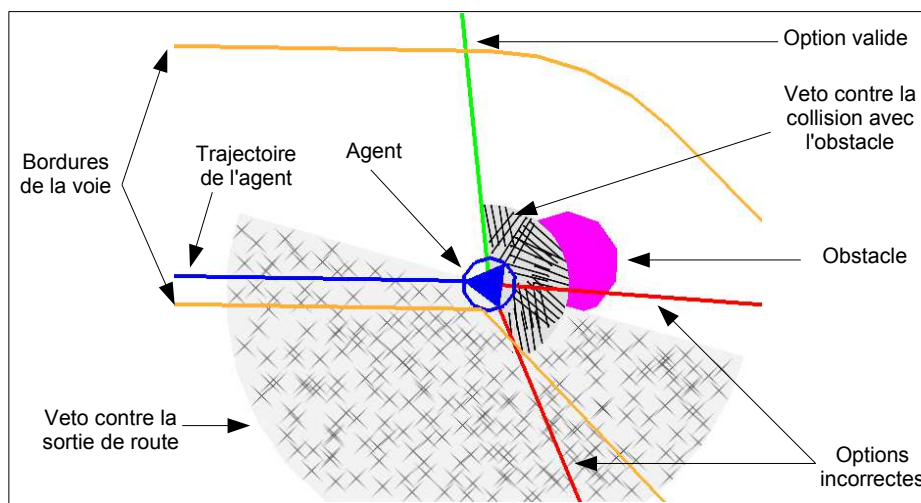 Option valide
Veto contre la
collision avec
l'obstacle
Trajectoire
de l'agent
Agent
Bordures
de la voie
Obstacle
Veto contre la
sortie de route
Options
incorrectes